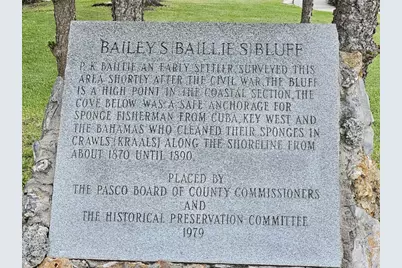 BAILEY'S|BAILLIE'S|BLUFF
P. K. BAILLIE, AN EARLY SETTLER, SURVEYED THIS
AREA SHORTLY AFTER THE CIVIL WAR. THE BLUFF
IS A HIGH POINT IN THE COASTAL SECTION, THE
COVE BELOW WAS A SAFE ANCHORAGE FOR
SPONGE FISHERMAN FROM CUBA, KEY WEST AND
THE BAHAMAS WHO CLEANED THEIR SPONGES IN
CRAWLS[KRAALS] ALONG THE SHORELINE FROM
ABOUT 1870 UNTIL 1890.
PLACED BY
THE PASCO BOARD OF COUNTY COMMISSIONERS
AND
THE HISTORICAL PRESERVATION COMMITTEE
1979